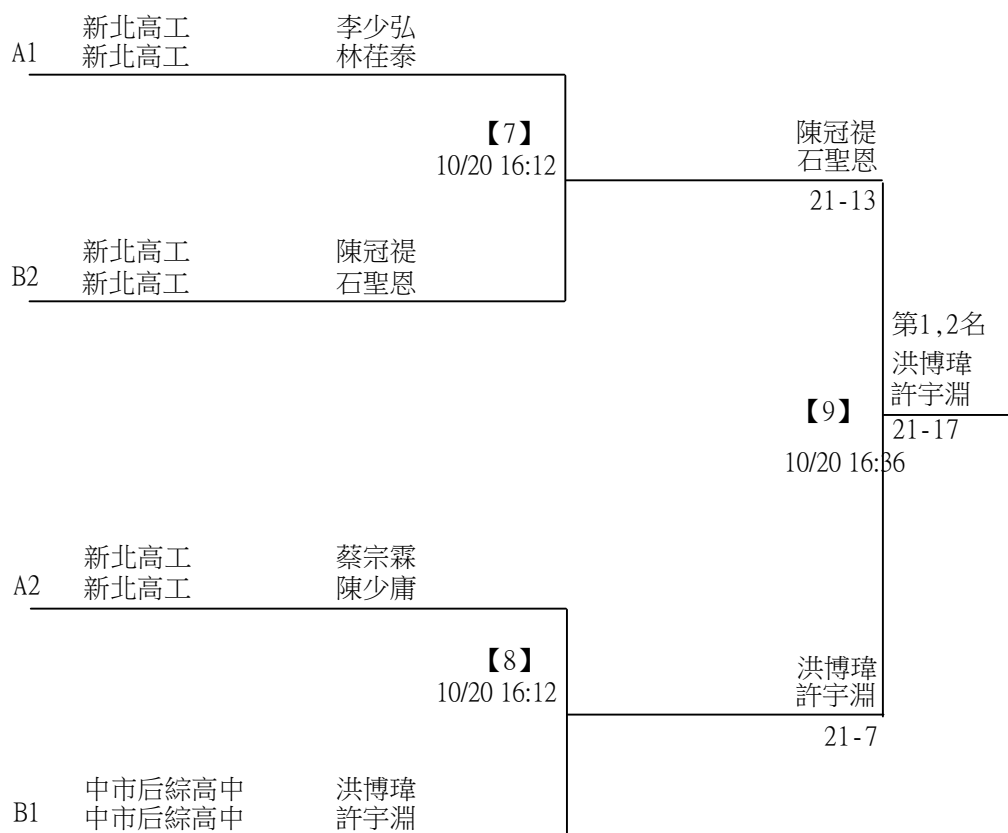 新北高工 李少弘
A1 新北高工 林荏泰
【7】
10/20 16:12
陳冠褆
石聖恩
21-13
新北高工 陳冠褆
B2 新北高工 石聖恩
第1,2名
洪博瑋
許宇淵
【9】
21-17
10/20 16:36
新北高工 蔡宗霖
A2 新北高工 陳少庸
【8】
10/20 16:12
洪博瑋
許宇淵
21-7
中市后綜高中 洪博瑋
B1 中市后綜高中 許宇淵